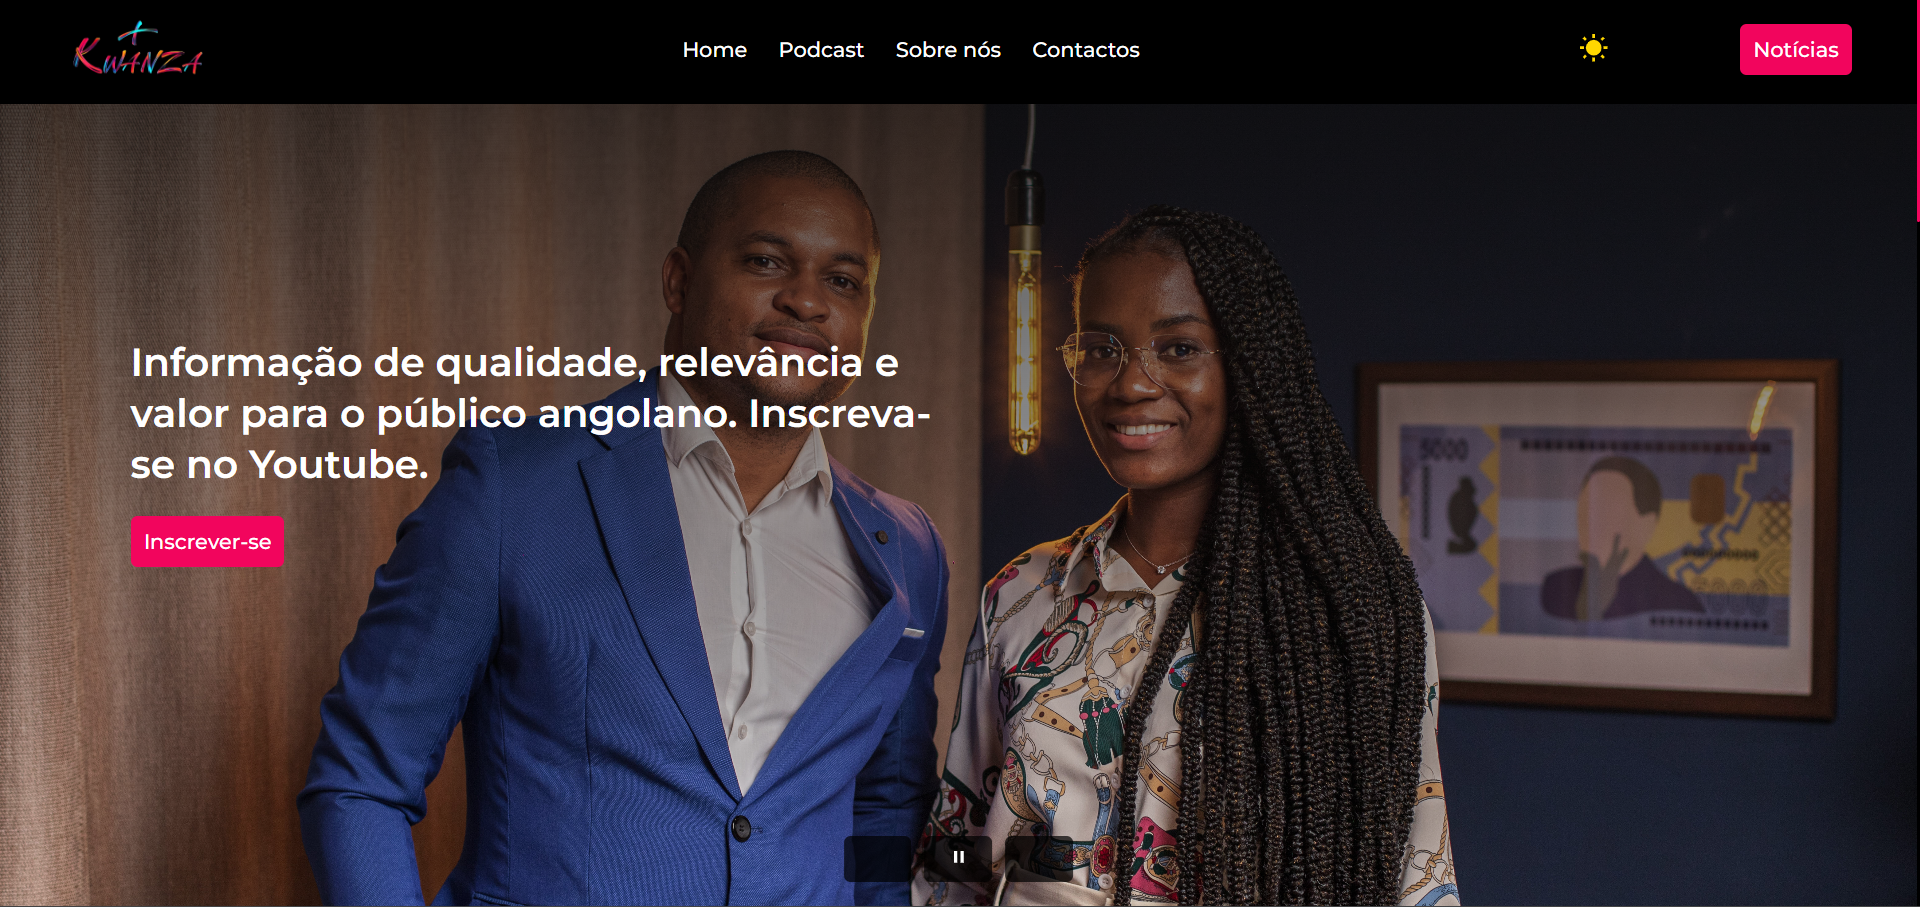 +
KWANZA
Home
Podcast
Sobre nós
Contactos
Notícias
Informação de qualidade, relevância e
valor para o público angolano. Inscreva-
se no Youtube.
Inscrever-se
5000